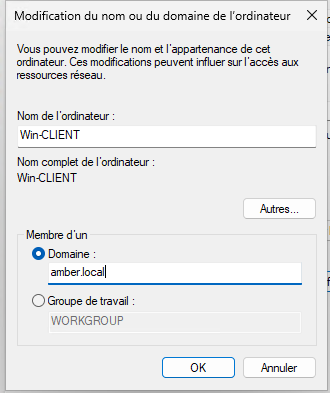 Modification du nom ou du domaine de l'ordinateur
Vous pouvez modifier le nom et l'appartenance de cet
ordinateur. Ces modifications peuvent influer sur l'accès aux
ressources réseau.
Nom de l'ordinateur :
Win-CLIENT
Nom complet de l'ordinateur :
Win-CLIENT
Autres...
Membre d'un
Domaine :
amber.local
Groupe de travail :
WORKGROUP
OK
Annuler